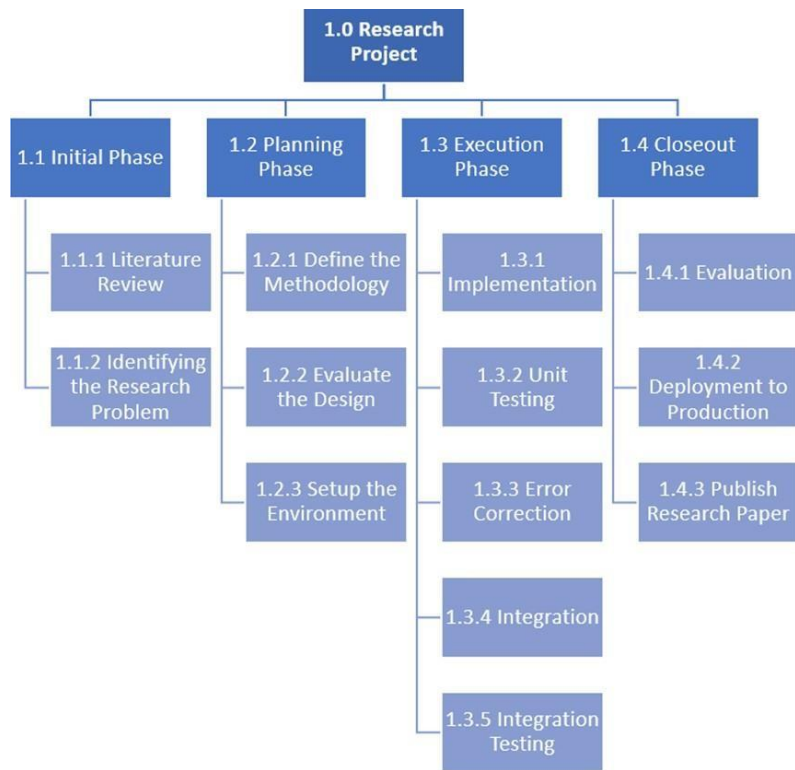 1.0 Research
Project
1.1 Initial Phase
1.2 Planning
Phase
1.3 Execution
Phase
1.4 Closeout
Phase
1.1.1 Literature
Review
1.1.2 Identifying
the Research
Problem
1.2.1 Define the
Methodology
1.2.2 Evaluate
the Design
1.2.3 Setup the
Environment
1.3.1
Implementation
1.3.2 Unit
Testing
1.3.3 Error
Correction
1.3.4 Integration
1.3.5 Integration
Testing
1.4.1 Evaluation
1.4.2
Deployment to
Production
1.4.3 Publish
Research Paper